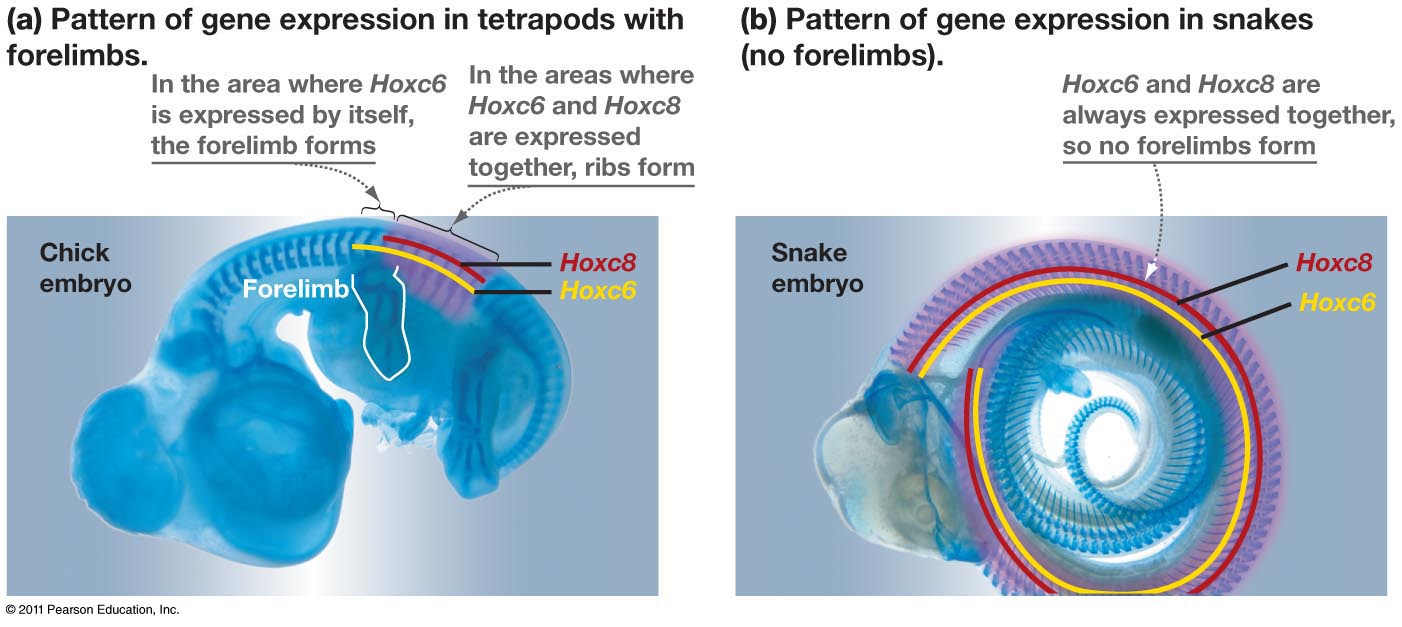 (a) Pattern of gene expression in tetrapods with
forelimbs.
In the area where Hoxc6
is expressed by itself,
the forelimb forms
In the areas where
Hoxc6 and Hoxc8
are expressed
together, ribs form
Chick
embryo
Forelimb
Hoxc8
Hoxc6
(b) Pattern of gene expression in snakes
(no forelimbs).
Hoxc6 and Hoxc8 are
always expressed together,
so no forelimbs form
Snake
embryo
Hoxc8
Hoxc6
© 2011 Pearson Education, Inc.